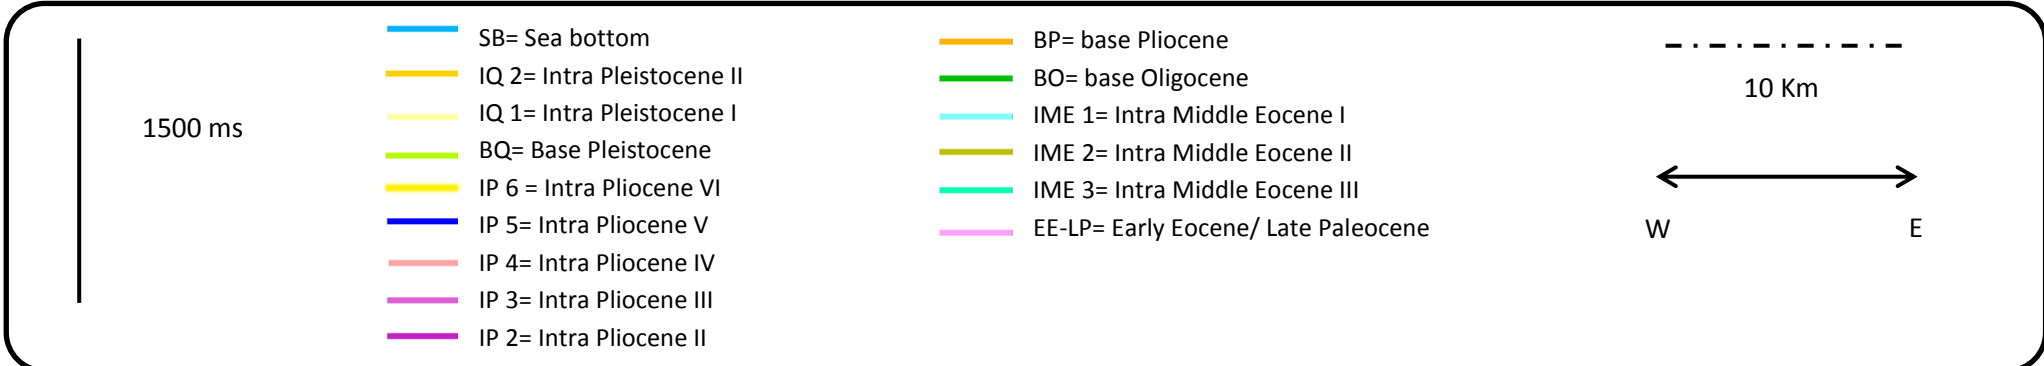 1500 ms
SB= Sea bottom
IQ 2= Intra Pleistocene II
IQ 1= Intra Pleistocene I
BQ= Base Pleistocene
IP 6 = Intra Pliocene VI
IP 5= Intra Pliocene V
IP 4= Intra Pliocene IV
IP 3= Intra Pliocene III
IP 2= Intra Pliocene II
BP= base Pliocene
BO= base Oligocene
IME 1= Intra Middle Eocene I
IME 2= Intra Middle Eocene II
IME 3= Intra Middle Eocene III
EE-LP= Early Eocene/ Late Paleocene
10 Km
W E